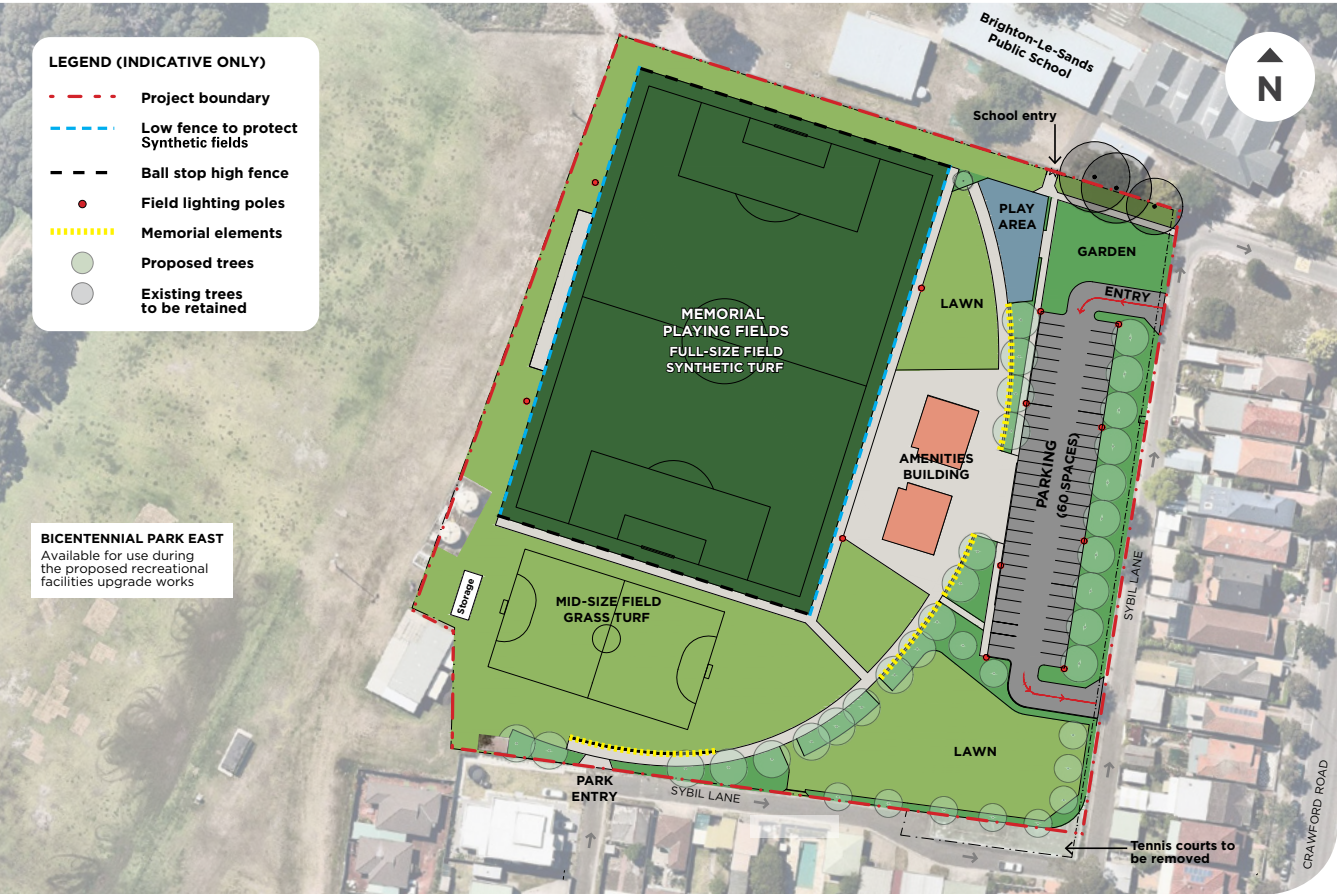 LEGEND (INDICATIVE ONLY)
Project boundary
Low fence to protect
Synthetic fields
Ball stop high fence
Field lighting poles
Memorial elements
Proposed trees
Existing trees
to be retained
BICENTENNIAL PARK EAST
Available for use during
the proposed recreational
facilities upgrade works
Brighton-Le-Sands
Public School
N
School entry
PLAY
AREA
GARDEN
ENTRY
LAWN
MEMORIAL
PLAYING FIELDS
FULL-SIZE FIELD
SYNTHETIC TURF
AMENITIES
BUILDING
PARKING
(60 SPACES)
SYBIL LANE
Storage
MID-SIZE FIELD
GRASS TURF
LAWN
PARK
ENTRY
SYBIL LANE
CRAWFORD ROAD
Tennis courts to
be removed